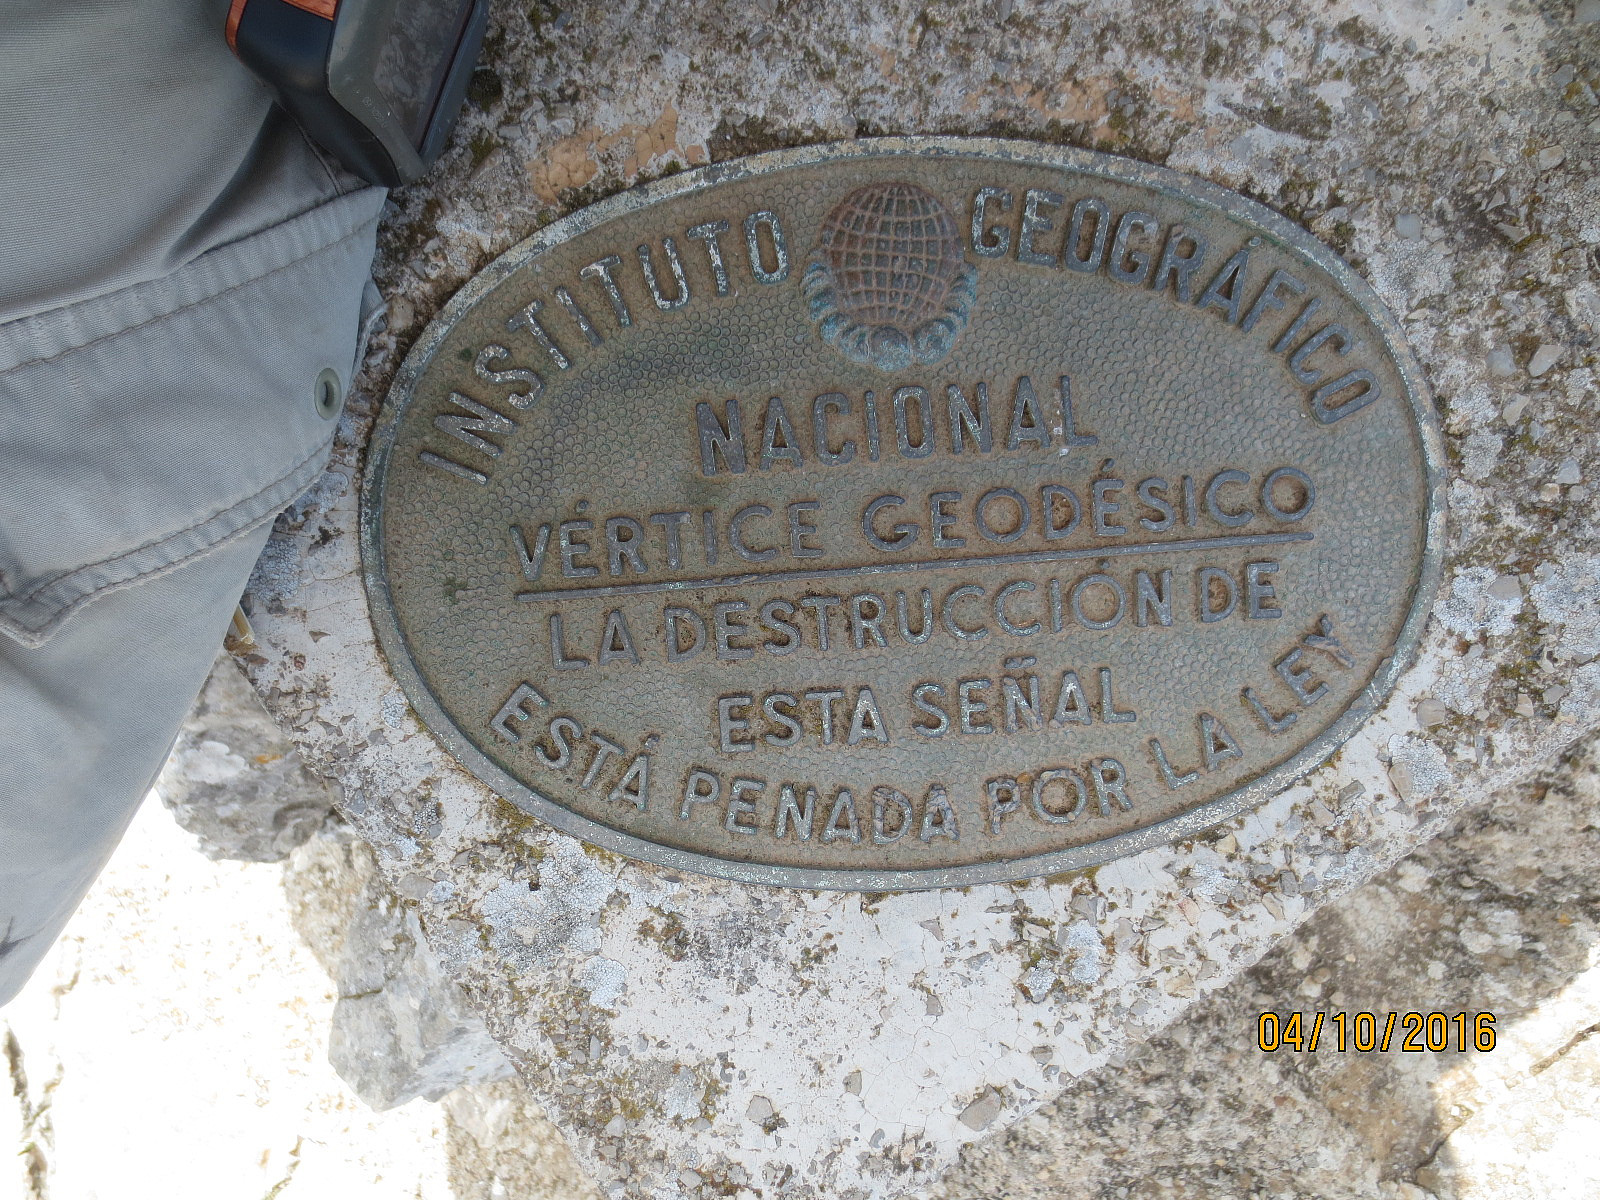 INSTITUTO GEOGRÁFICO
NACIONAL
VÉRTICE GEODÉSICO
LA DESTRUCCIÓN DE
ESTA SEÑAL
ESTÁ PENADA POR LA LEY
04/10/2016